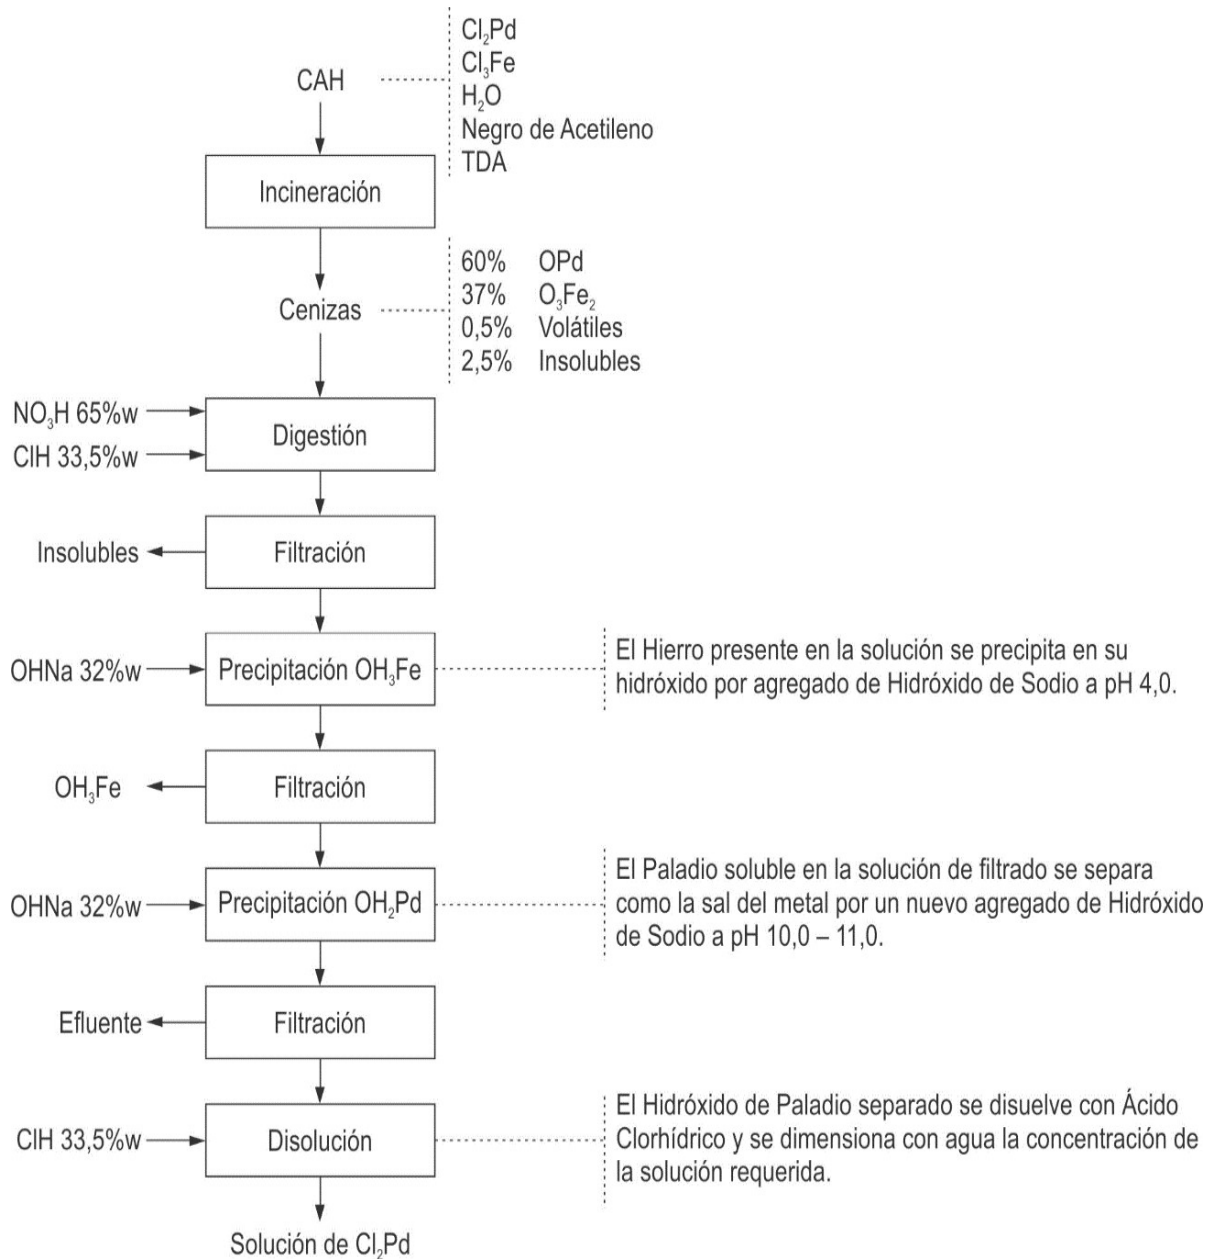 CAH
Cl₂Pd
Cl₃Fe
H₂O
Negro de Acetileno
TDA
Incineración
Cenizas
60% OPd
37% O₃Fe₂
0,5% Volátiles
2,5% Insolubles
NO₃H 65%w
ClH 33,5%w
Digestión
Insolubles
Filtración
OHNa 32%w
Precipitación OH₃Fe
El Hierro presente en la solución se precipita en su
hidróxido por agregado de Hidróxido de Sodio a pH 4,0.
OH₃Fe
Filtración
OHNa 32%w
Precipitación OH₂Pd
El Paladio soluble en la solución de filtrado se separa
como la sal del metal por un nuevo agregado de Hidróxido
de Sodio a pH 10,0 – 11,0.
Efluente
Filtración
ClH 33,5%w
Disolución
El Hidróxido de Paladio separado se disuelve con Ácido
Clorhídrico y se dimensiona con agua la concentración de
la solución requerida.
Solución de Cl₂Pd